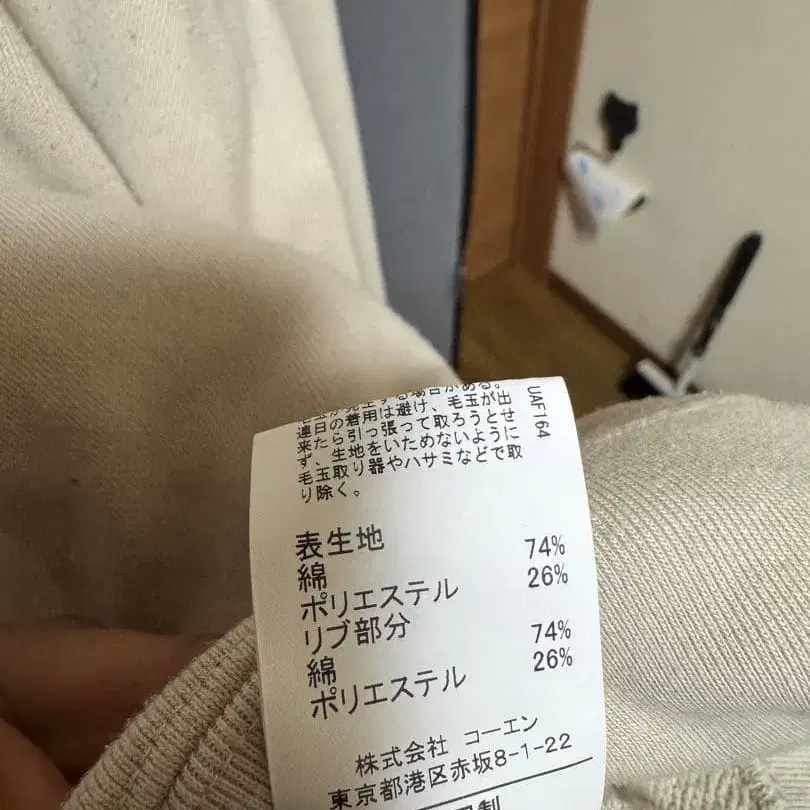 連日の着用は避け、毛玉が出
来たら引っ張って取ろうとせ
ず、生地をいためないように
毛玉取り器やハサミなどで取
り除く。
UAF164
表生地
綿 74%
ポリエステル 26%
リブ部分
綿 74%
ポリエステル 26%
株式会社 コーエン
東京都港区赤坂8-1-22